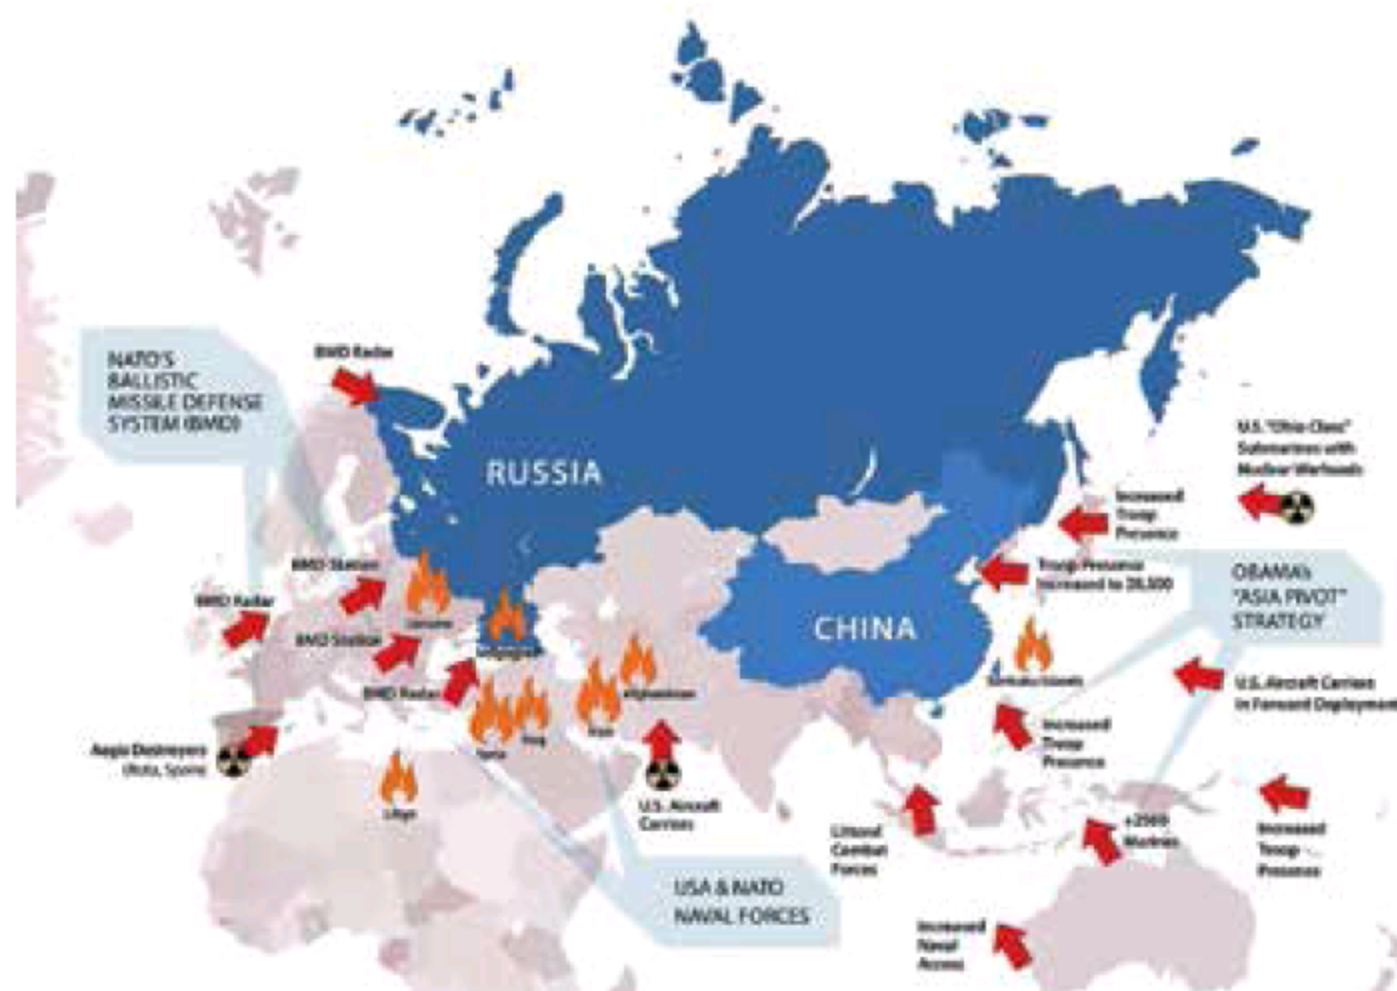 NATO'S
BALLISTIC
MISSILE DEFENSE
SYSTEM (BMD)
BMD Radar
RUSSIA
U.S. "Ohio Class"
Submarines with
Nuclear Warheads
Increased
Troop
Presence
BMD Station
Troop Presence
Increased to 28,500
OBAMA's
"ASIA PIVOT"
STRATEGY
BMD Radar
CHINA
BMD Station
BMD Radar
Afghanistan
Senkaku Islands
U.S. Aircraft Carriers
in Forward Deployment
Iraq
Iran
Syria
Aegis Destroyers
(Rota, Spain)
Increased
Troop
Presence
Libya
U.S. Aircraft
Carriers
Littoral
Combat
Forces
+2500
Marines
Increased
Troop
Presence
USA & NATO
NAVAL FORCES
Increased
Naval
Access